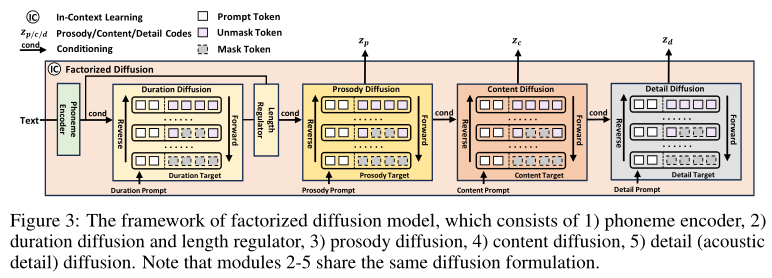 IC In-Context Learning
Prompt Token
z_p/c/d Prosody/Content/Detail Codes
Unmask Token
cond Conditioning
Mask Token
z_p
z_c
z_d
IC Factorized Diffusion
Text
Phoneme Encoder
cond
Duration Diffusion
Reverse
Forward
......
......
Duration Target
Duration Prompt
Length Regulator
cond
Prosody Diffusion
Reverse
Forward
......
......
Prosody Target
Prosody Prompt
cond
Content Diffusion
Reverse
Forward
......
......
Content Target
Content Prompt
cond
Detail Diffusion
Reverse
Forward
......
......
Detail Target
Detail Prompt
Figure 3: The framework of factorized diffusion model, which consists of 1) phoneme encoder, 2)
duration diffusion and length regulator, 3) prosody diffusion, 4) content diffusion, 5) detail (acoustic
detail) diffusion. Note that modules 2-5 share the same diffusion formulation.